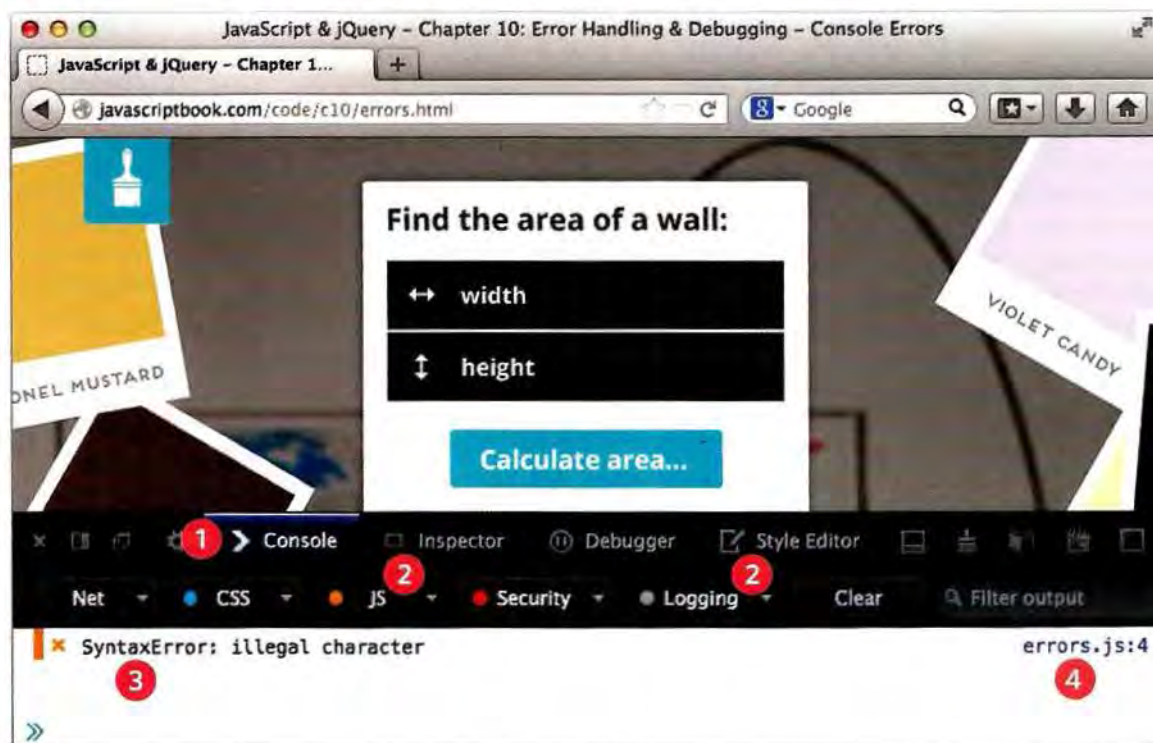 JavaScript & jQuery – Chapter 10: Error Handling & Debugging – Console Errors
JavaScript & jQuery – Chapter 1... +
javascriptbook.com/code/c10/errors.html
8 Google
ONEL MUSTARD
VIOLET CANDY
Find the area of a wall:
width
height
Calculate area...
1 Console Inspector Debugger Style Editor
2 2
Net CSS JS Security Logging Clear Filter output
SyntaxError: illegal character errors.js:4
3 4